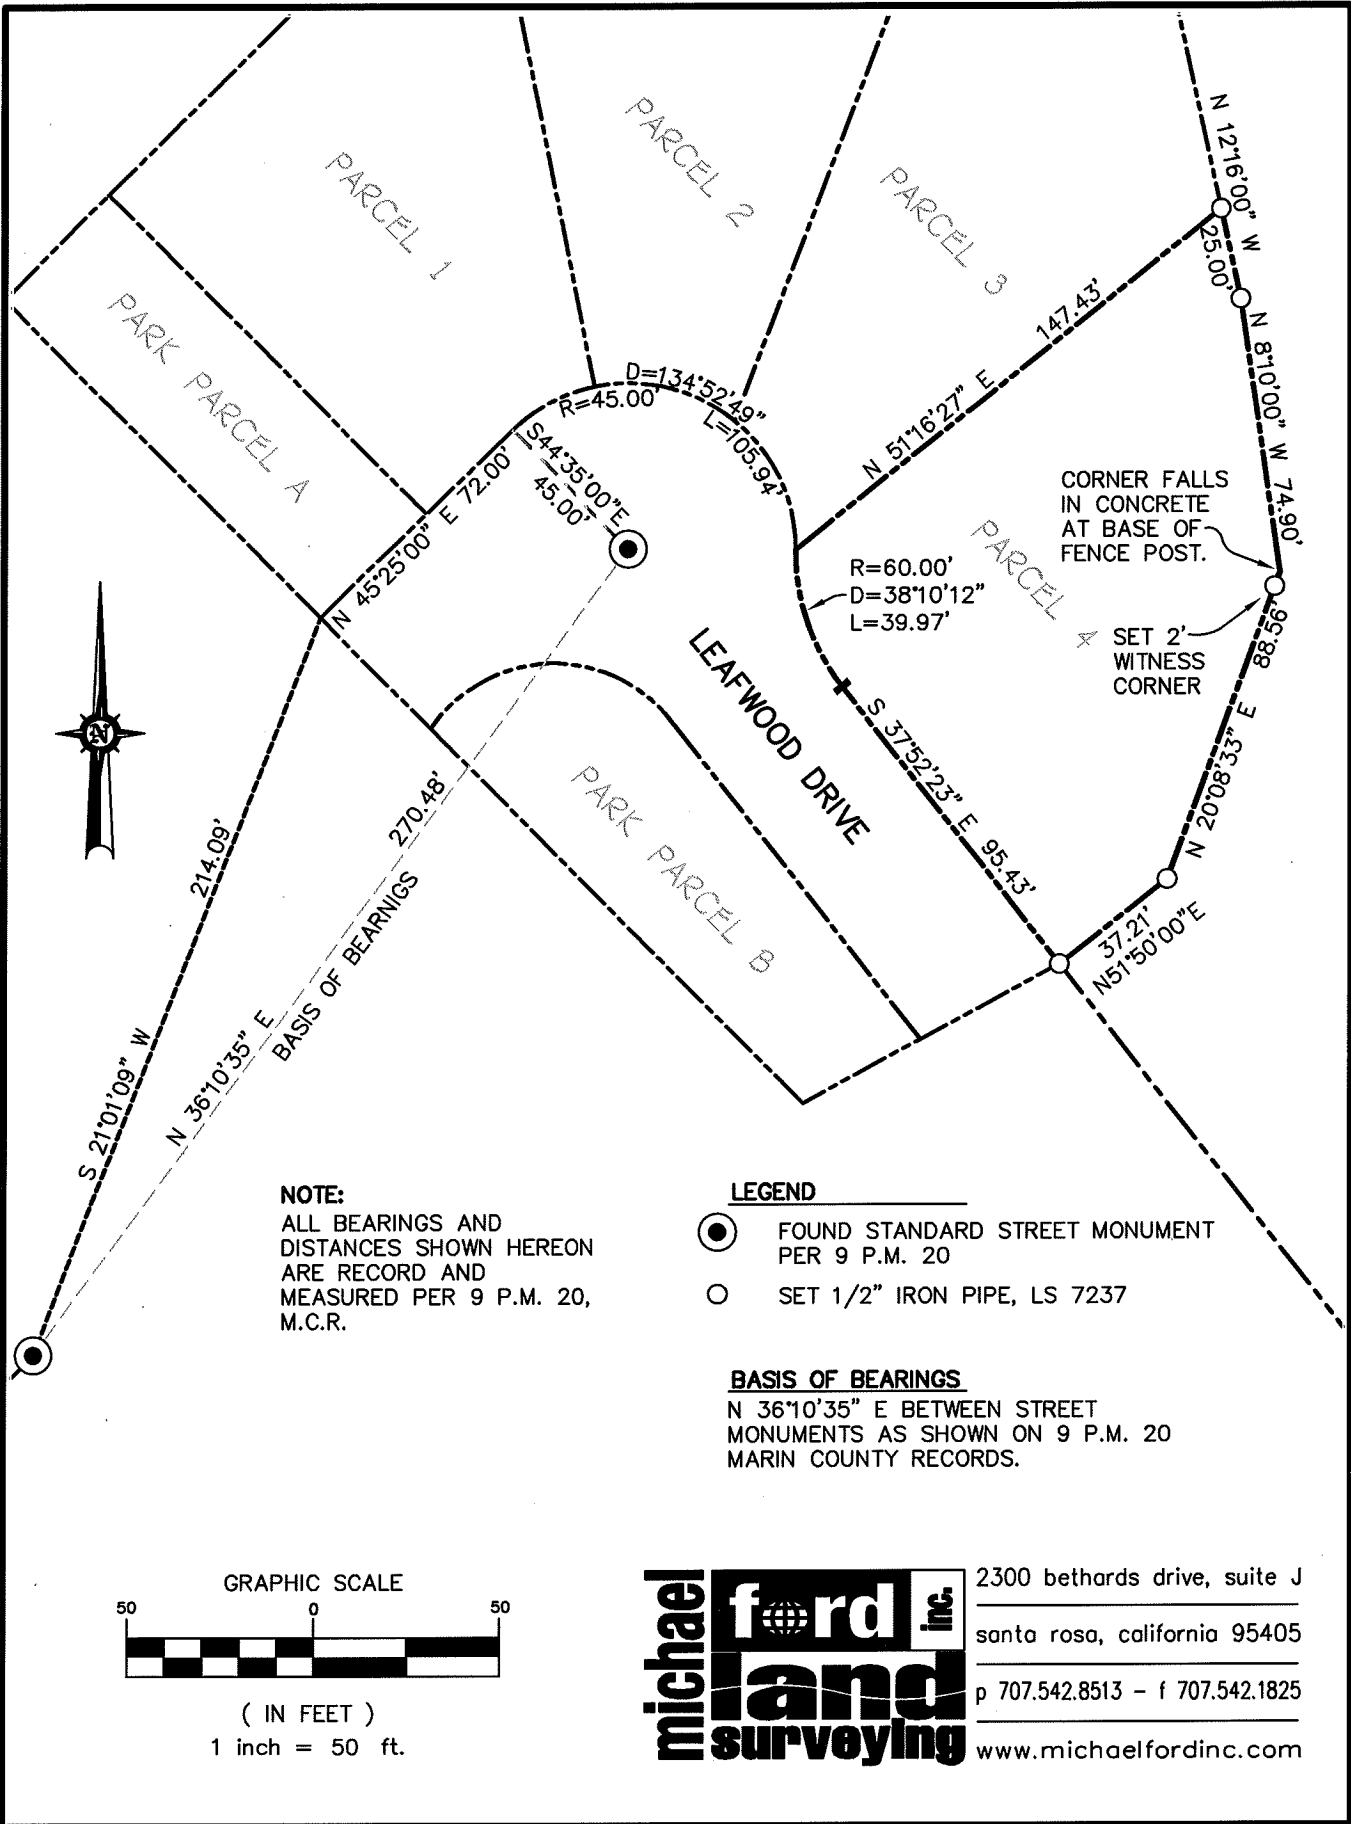 N 12°16'00" W
25.00'
PARCEL 1
PARCEL 2
PARCEL 3
PARK PARCEL A
147.43'
N 51°16'27" E
N 8°10'00" W 74.90'
D=134°52'49"
R=45.00'
L=105.94'
S44°35'00"E
45.00'
N 45°25'00" E 72.00'
CORNER FALLS
IN CONCRETE
AT BASE OF
FENCE POST.
PARCEL 4
R=60.00'
D=38°10'12"
L=39.97'
SET 2'
WITNESS
CORNER
88.56'
N 20°08'33" E
LEAFWOOD DRIVE
S 37°52'23" E 95.43'
N
PARK PARCEL B
214.09'
S 21°01'09" W
270.48'
N 36°10'35" E
BASIS OF BEARNIGS
37.21'
N51°50'00"E
NOTE:
ALL BEARINGS AND
DISTANCES SHOWN HEREON
ARE RECORD AND
MEASURED PER 9 P.M. 20,
M.C.R.
LEGEND
FOUND STANDARD STREET MONUMENT
PER 9 P.M. 20
SET 1/2" IRON PIPE, LS 7237
BASIS OF BEARINGS
N 36°10'35" E BETWEEN STREET
MONUMENTS AS SHOWN ON 9 P.M. 20
MARIN COUNTY RECORDS.
GRAPHIC SCALE
50 0 50
( IN FEET )
1 inch = 50 ft.
michael
ford inc.
land
surveying
2300 bethards drive, suite J
santa rosa, california 95405
p 707.542.8513 - f 707.542.1825
www.michaelfordinc.com